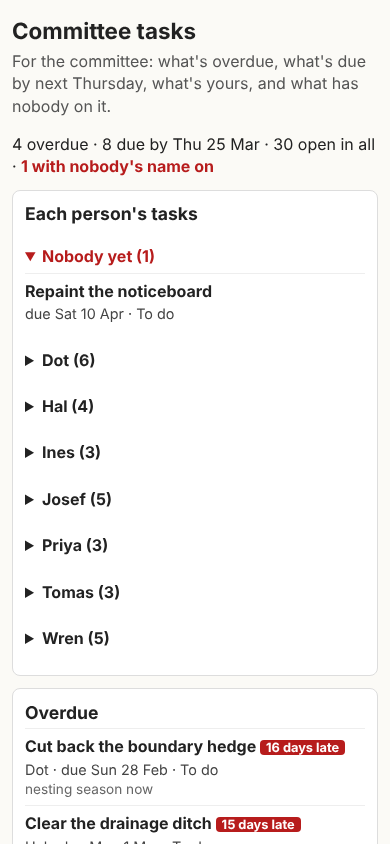 Committee tasks
For the committee: what's overdue, what's due
by next Thursday, what's yours, and what has
nobody on it.
4 overdue · 8 due by Thu 25 Mar · 30 open in all
· 1 with nobody's name on
Each person's tasks
▼ Nobody yet (1)
Repaint the noticeboard
due Sat 10 Apr · To do
▶ Dot (6)
▶ Hal (4)
▶ Ines (3)
▶ Josef (5)
▶ Priya (3)
▶ Tomas (3)
▶ Wren (5)
Overdue
Cut back the boundary hedge 16 days late
Dot · due Sun 28 Feb · To do
nesting season now
Clear the drainage ditch 15 days late